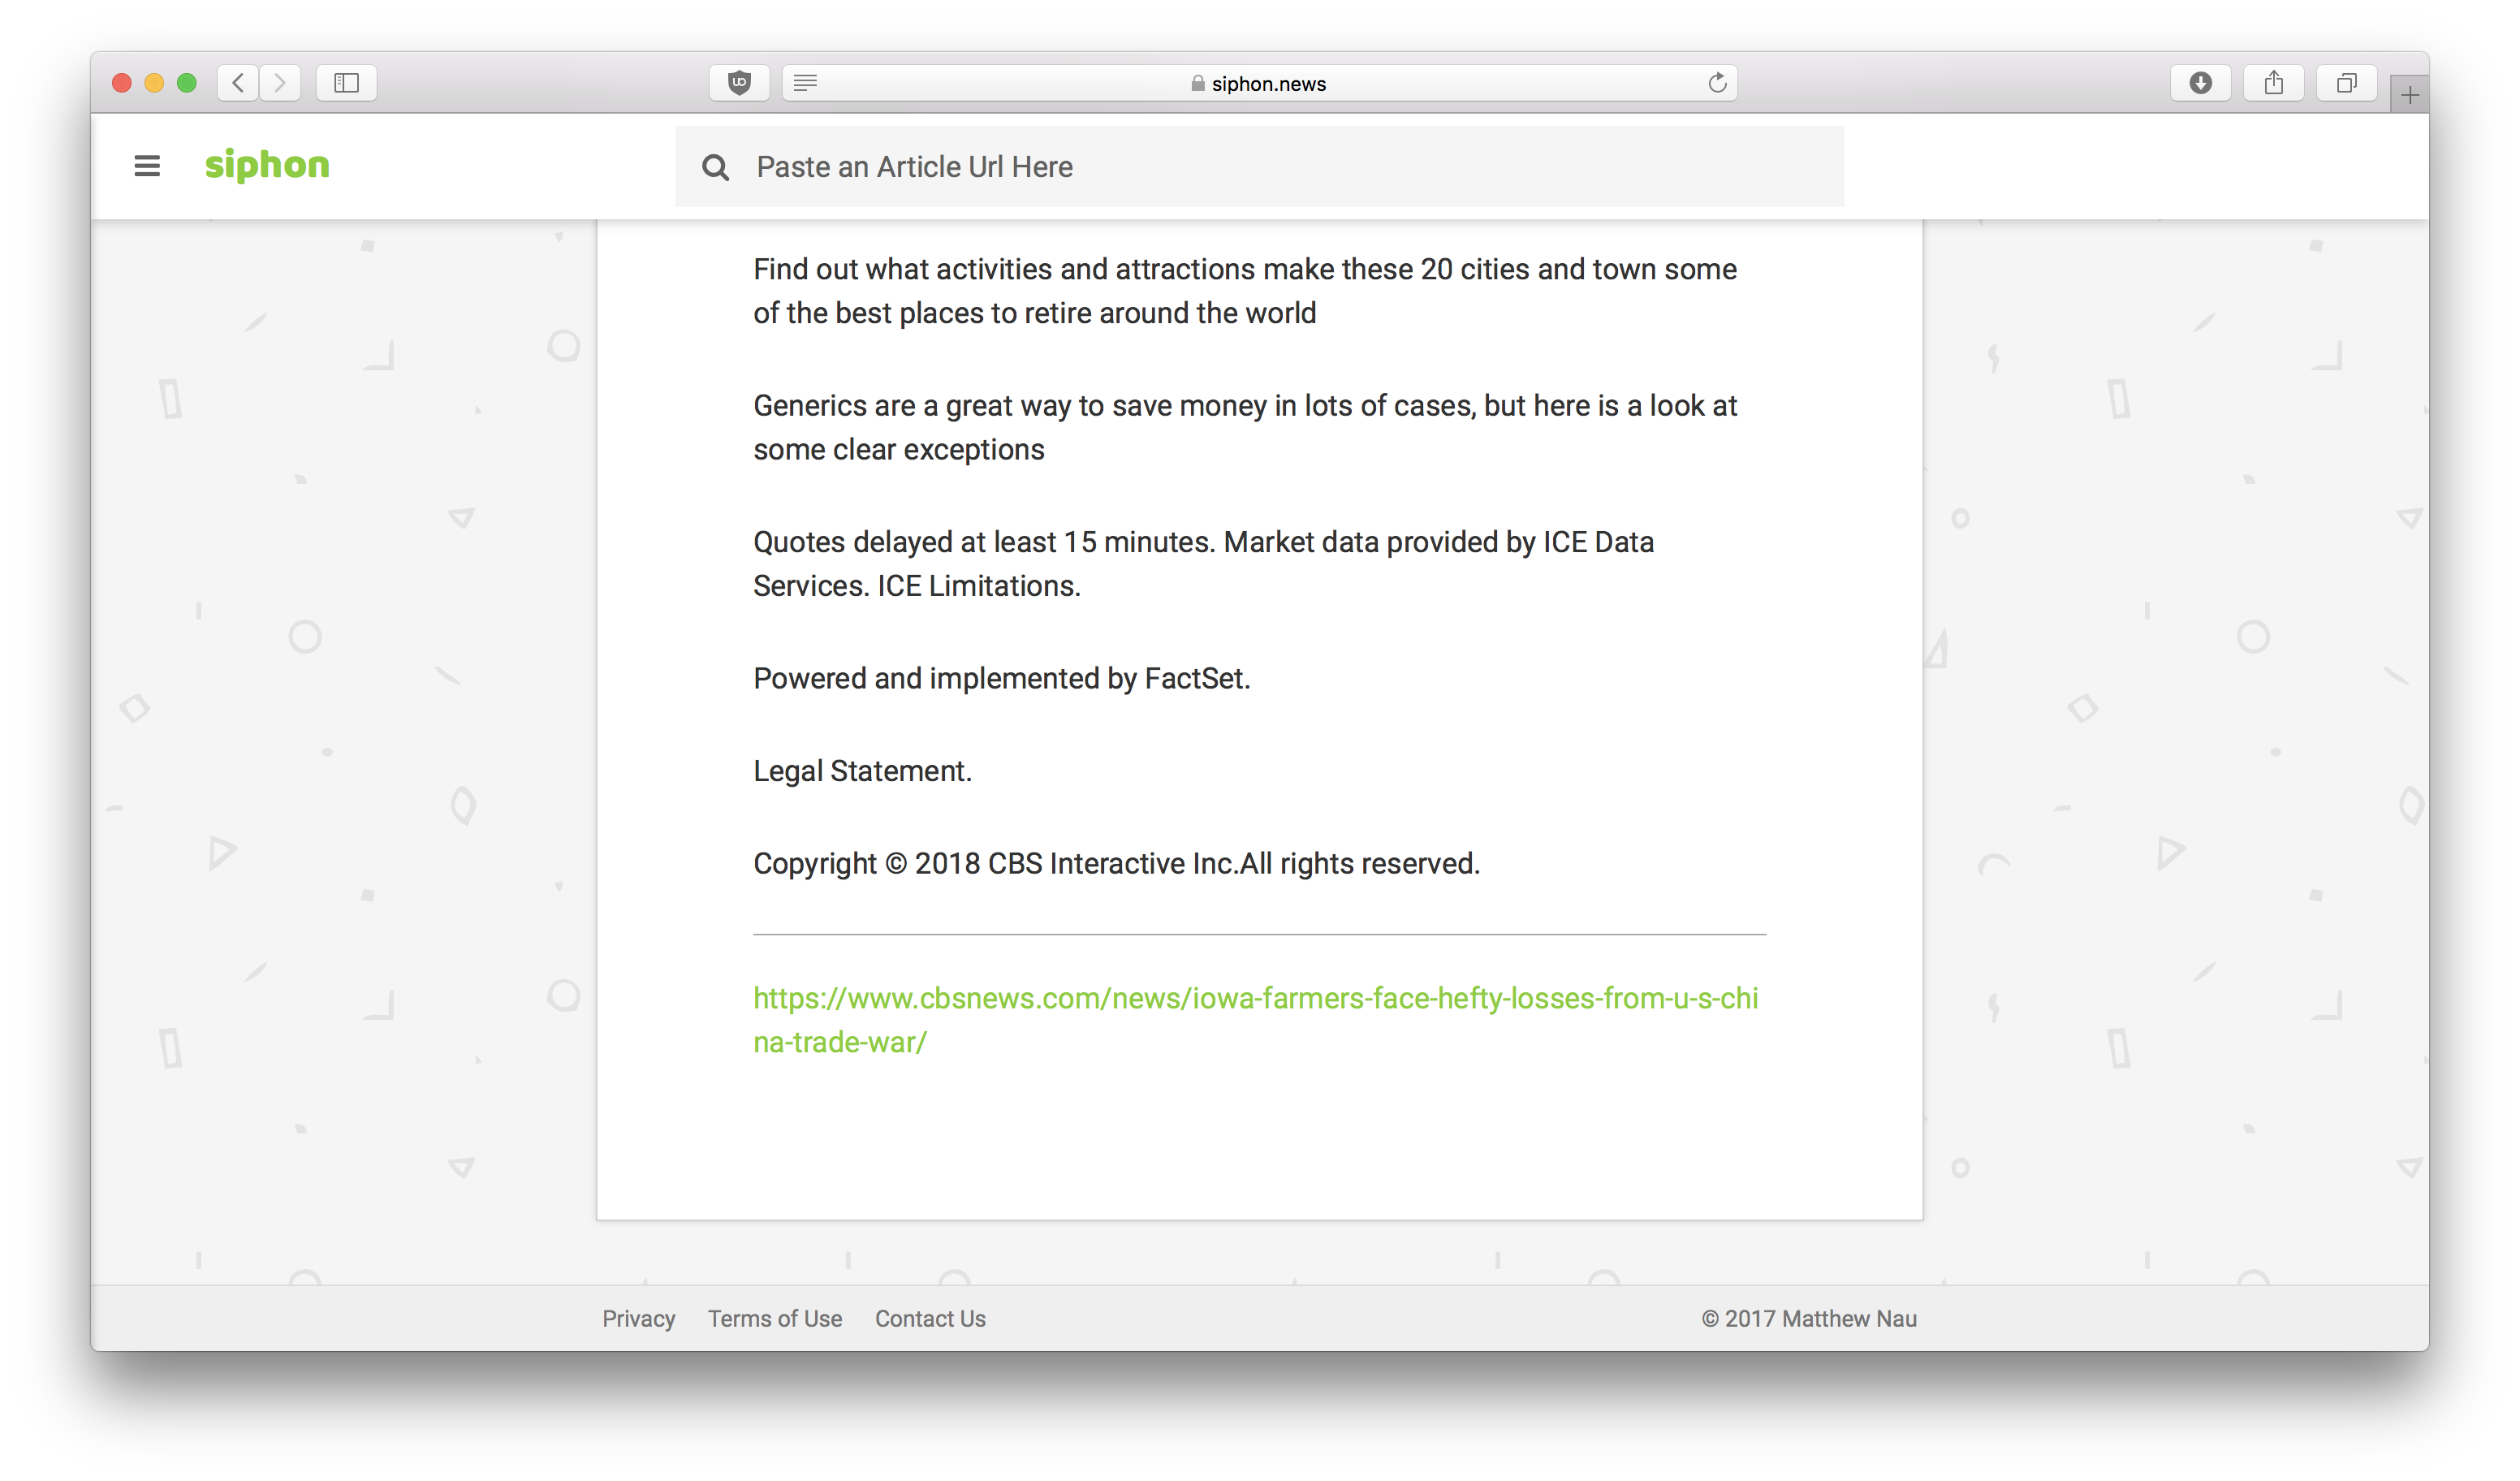 siphon.news
siphon
Paste an Article Url Here
Find out what activities and attractions make these 20 cities and town some
of the best places to retire around the world
Generics are a great way to save money in lots of cases, but here is a look at
some clear exceptions
Quotes delayed at least 15 minutes. Market data provided by ICE Data
Services. ICE Limitations.
Powered and implemented by FactSet.
Legal Statement.
Copyright © 2018 CBS Interactive Inc.All rights reserved.
https://www.cbsnews.com/news/iowa-farmers-face-hefty-losses-from-u-s-chi
na-trade-war/
Privacy Terms of Use Contact Us © 2017 Matthew Nau